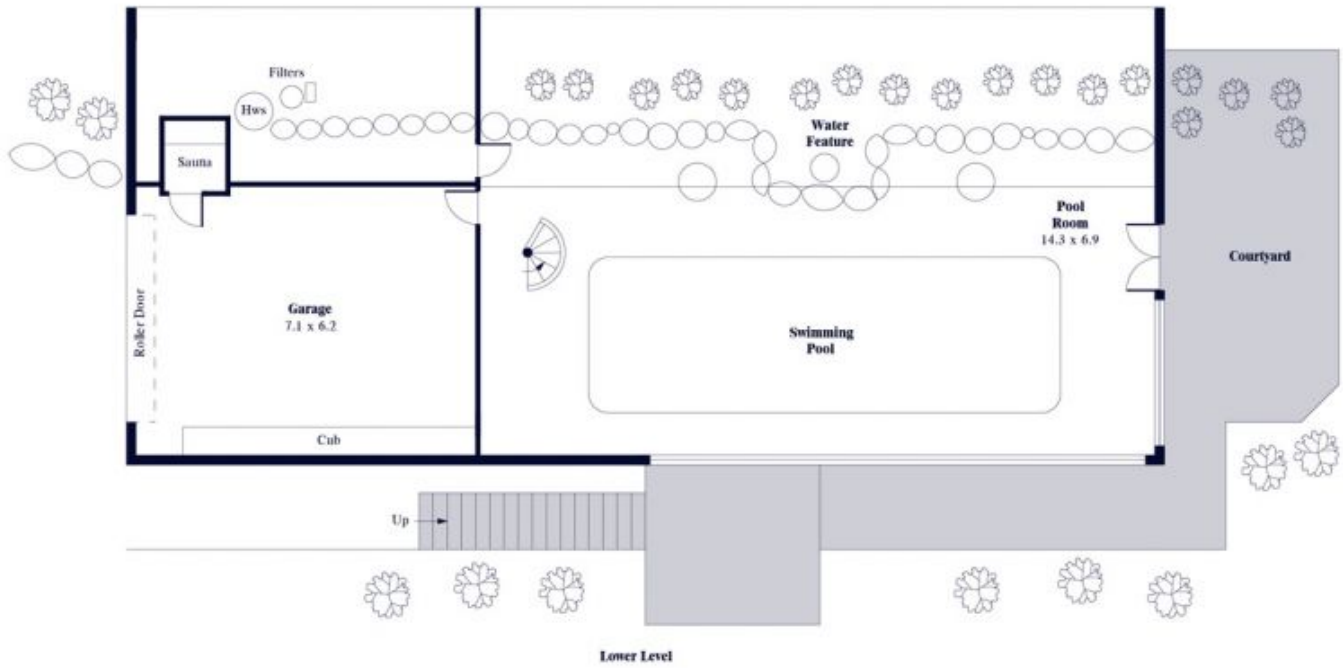 Filters
Hws
Sauna
Water
Feature
Pool
Room
14.3 x 6.9
Courtyard
Roller Door
Garage
7.1 x 6.2
Swimming
Pool
Cub
Up
Lower Level